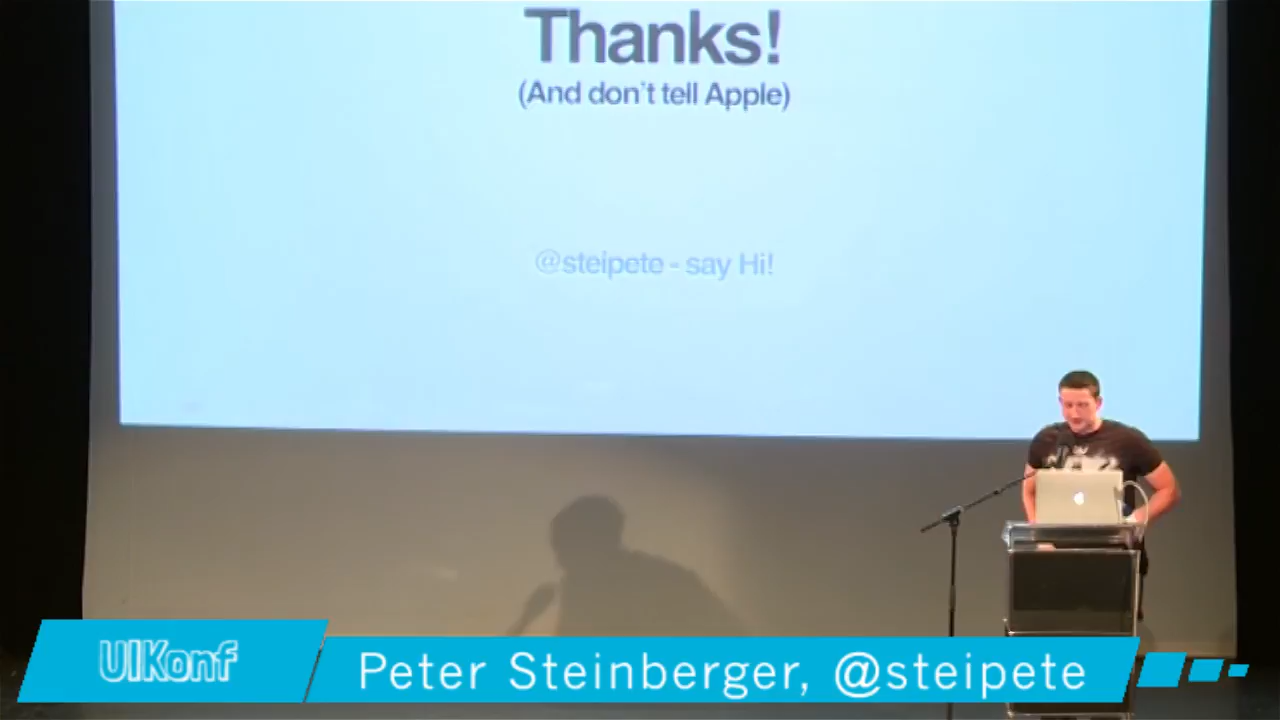 Thanks!
(And don't tell Apple)
@steipete - say Hi!
UIKonf
Peter Steinberger, @steipete